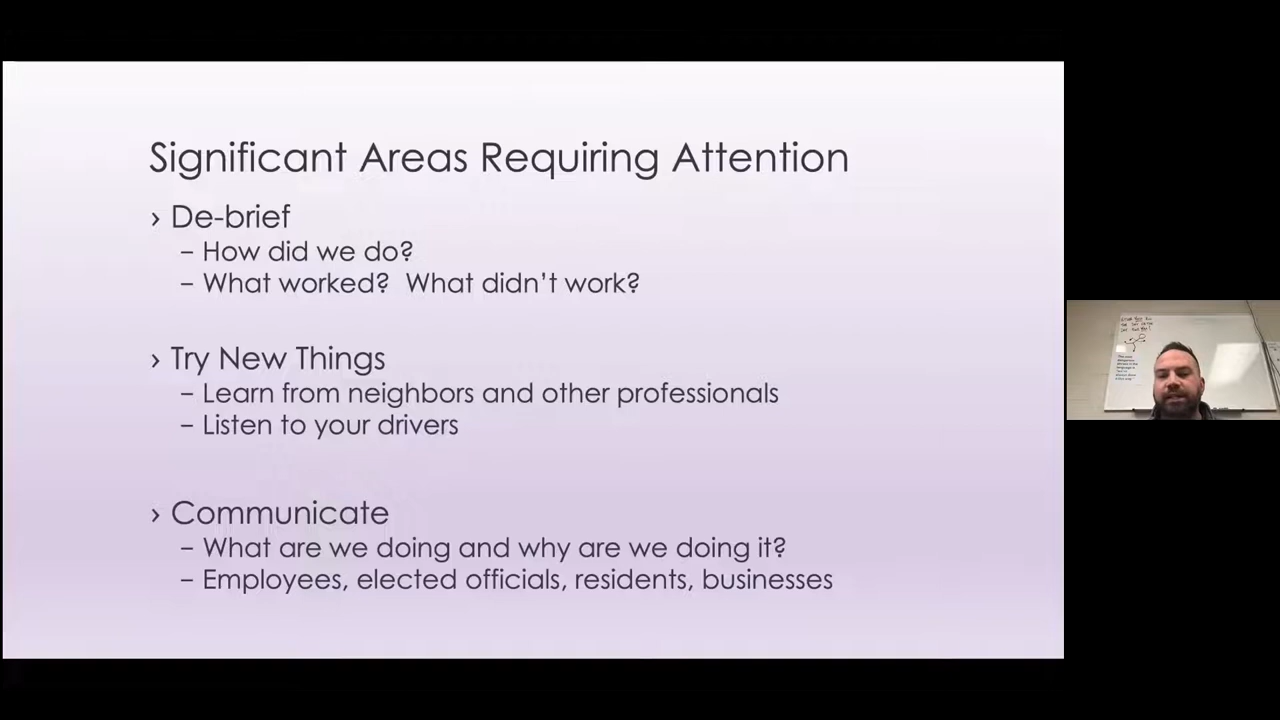 Significant Areas Requiring Attention
› De-brief
– How did we do?
– What worked?  What didn’t work?
› Try New Things
– Learn from neighbors and other professionals
– Listen to your drivers
› Communicate
– What are we doing and why are we doing it?
– Employees, elected officials, residents, businesses